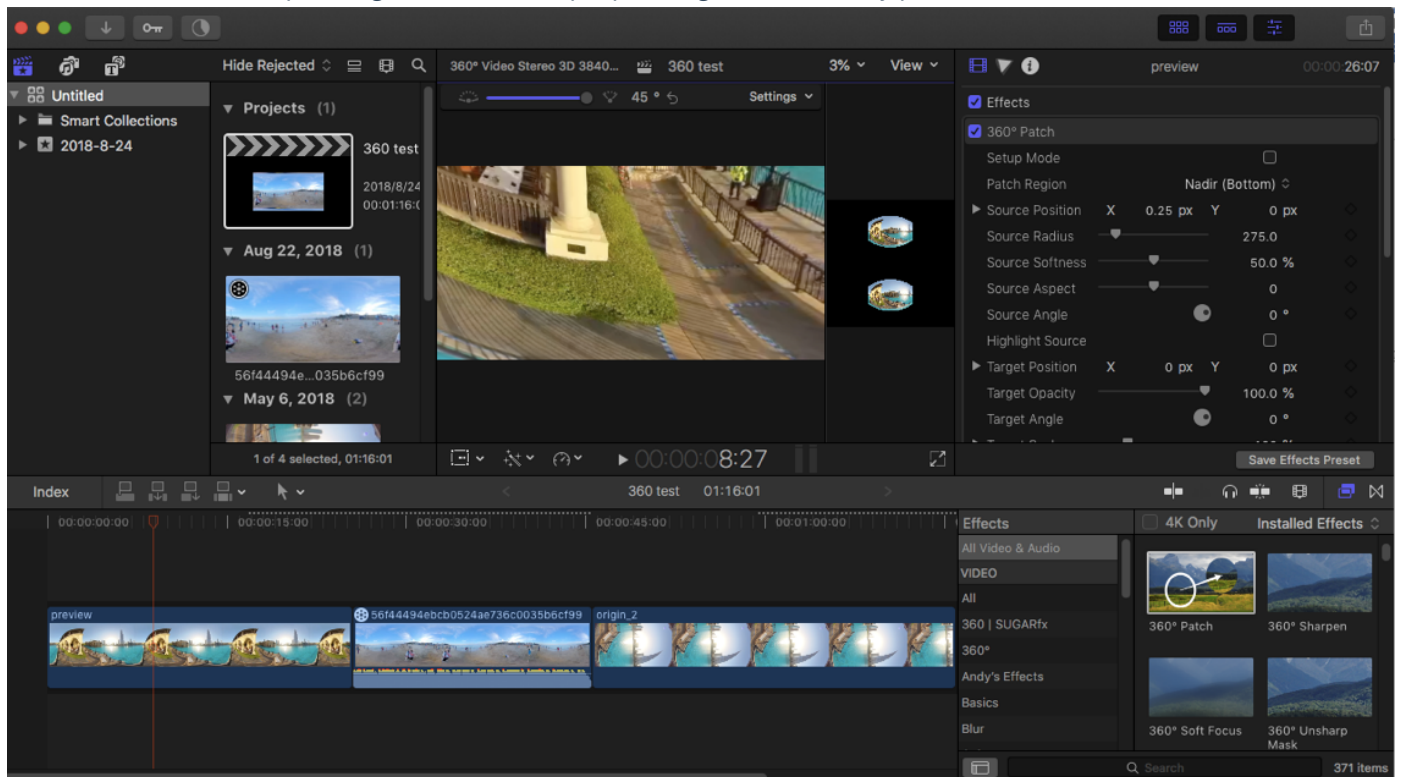 Hide Rejected
360° Video Stereo 3D 3840...
360 test
3%
View
preview
00:00:26:07
Untitled
Smart Collections
2018-8-24
Projects (1)
360 test
2018/8/24
00:01:16:0
Aug 22, 2018 (1)
56f44494e...035b6cf99
May 6, 2018 (2)
1 of 4 selected, 01:16:01
45 °
Settings
00:00:08:27
Effects
360° Patch
Setup Mode
Patch Region Nadir (Bottom)
Source Position X 0.25 px Y 0 px
Source Radius 275.0
Source Softness 50.0 %
Source Aspect 0
Source Angle 0 °
Highlight Source
Target Position X 0 px Y 0 px
Target Opacity 100.0 %
Target Angle 0 °
Save Effects Preset
Index
360 test 01:16:01
00:00:00:00 00:00:15:00 00:00:30:00 00:00:45:00 00:01:00:00
preview
56f44494ebcb0524ae736c0035b6cf99
origin_2
Effects
4K Only
Installed Effects
All Video & Audio
VIDEO
All
360 | SUGARfx
360°
Andy's Effects
Basics
Blur
360° Patch
360° Sharpen
360° Soft Focus
360° Unsharp
Mask
Search
371 items